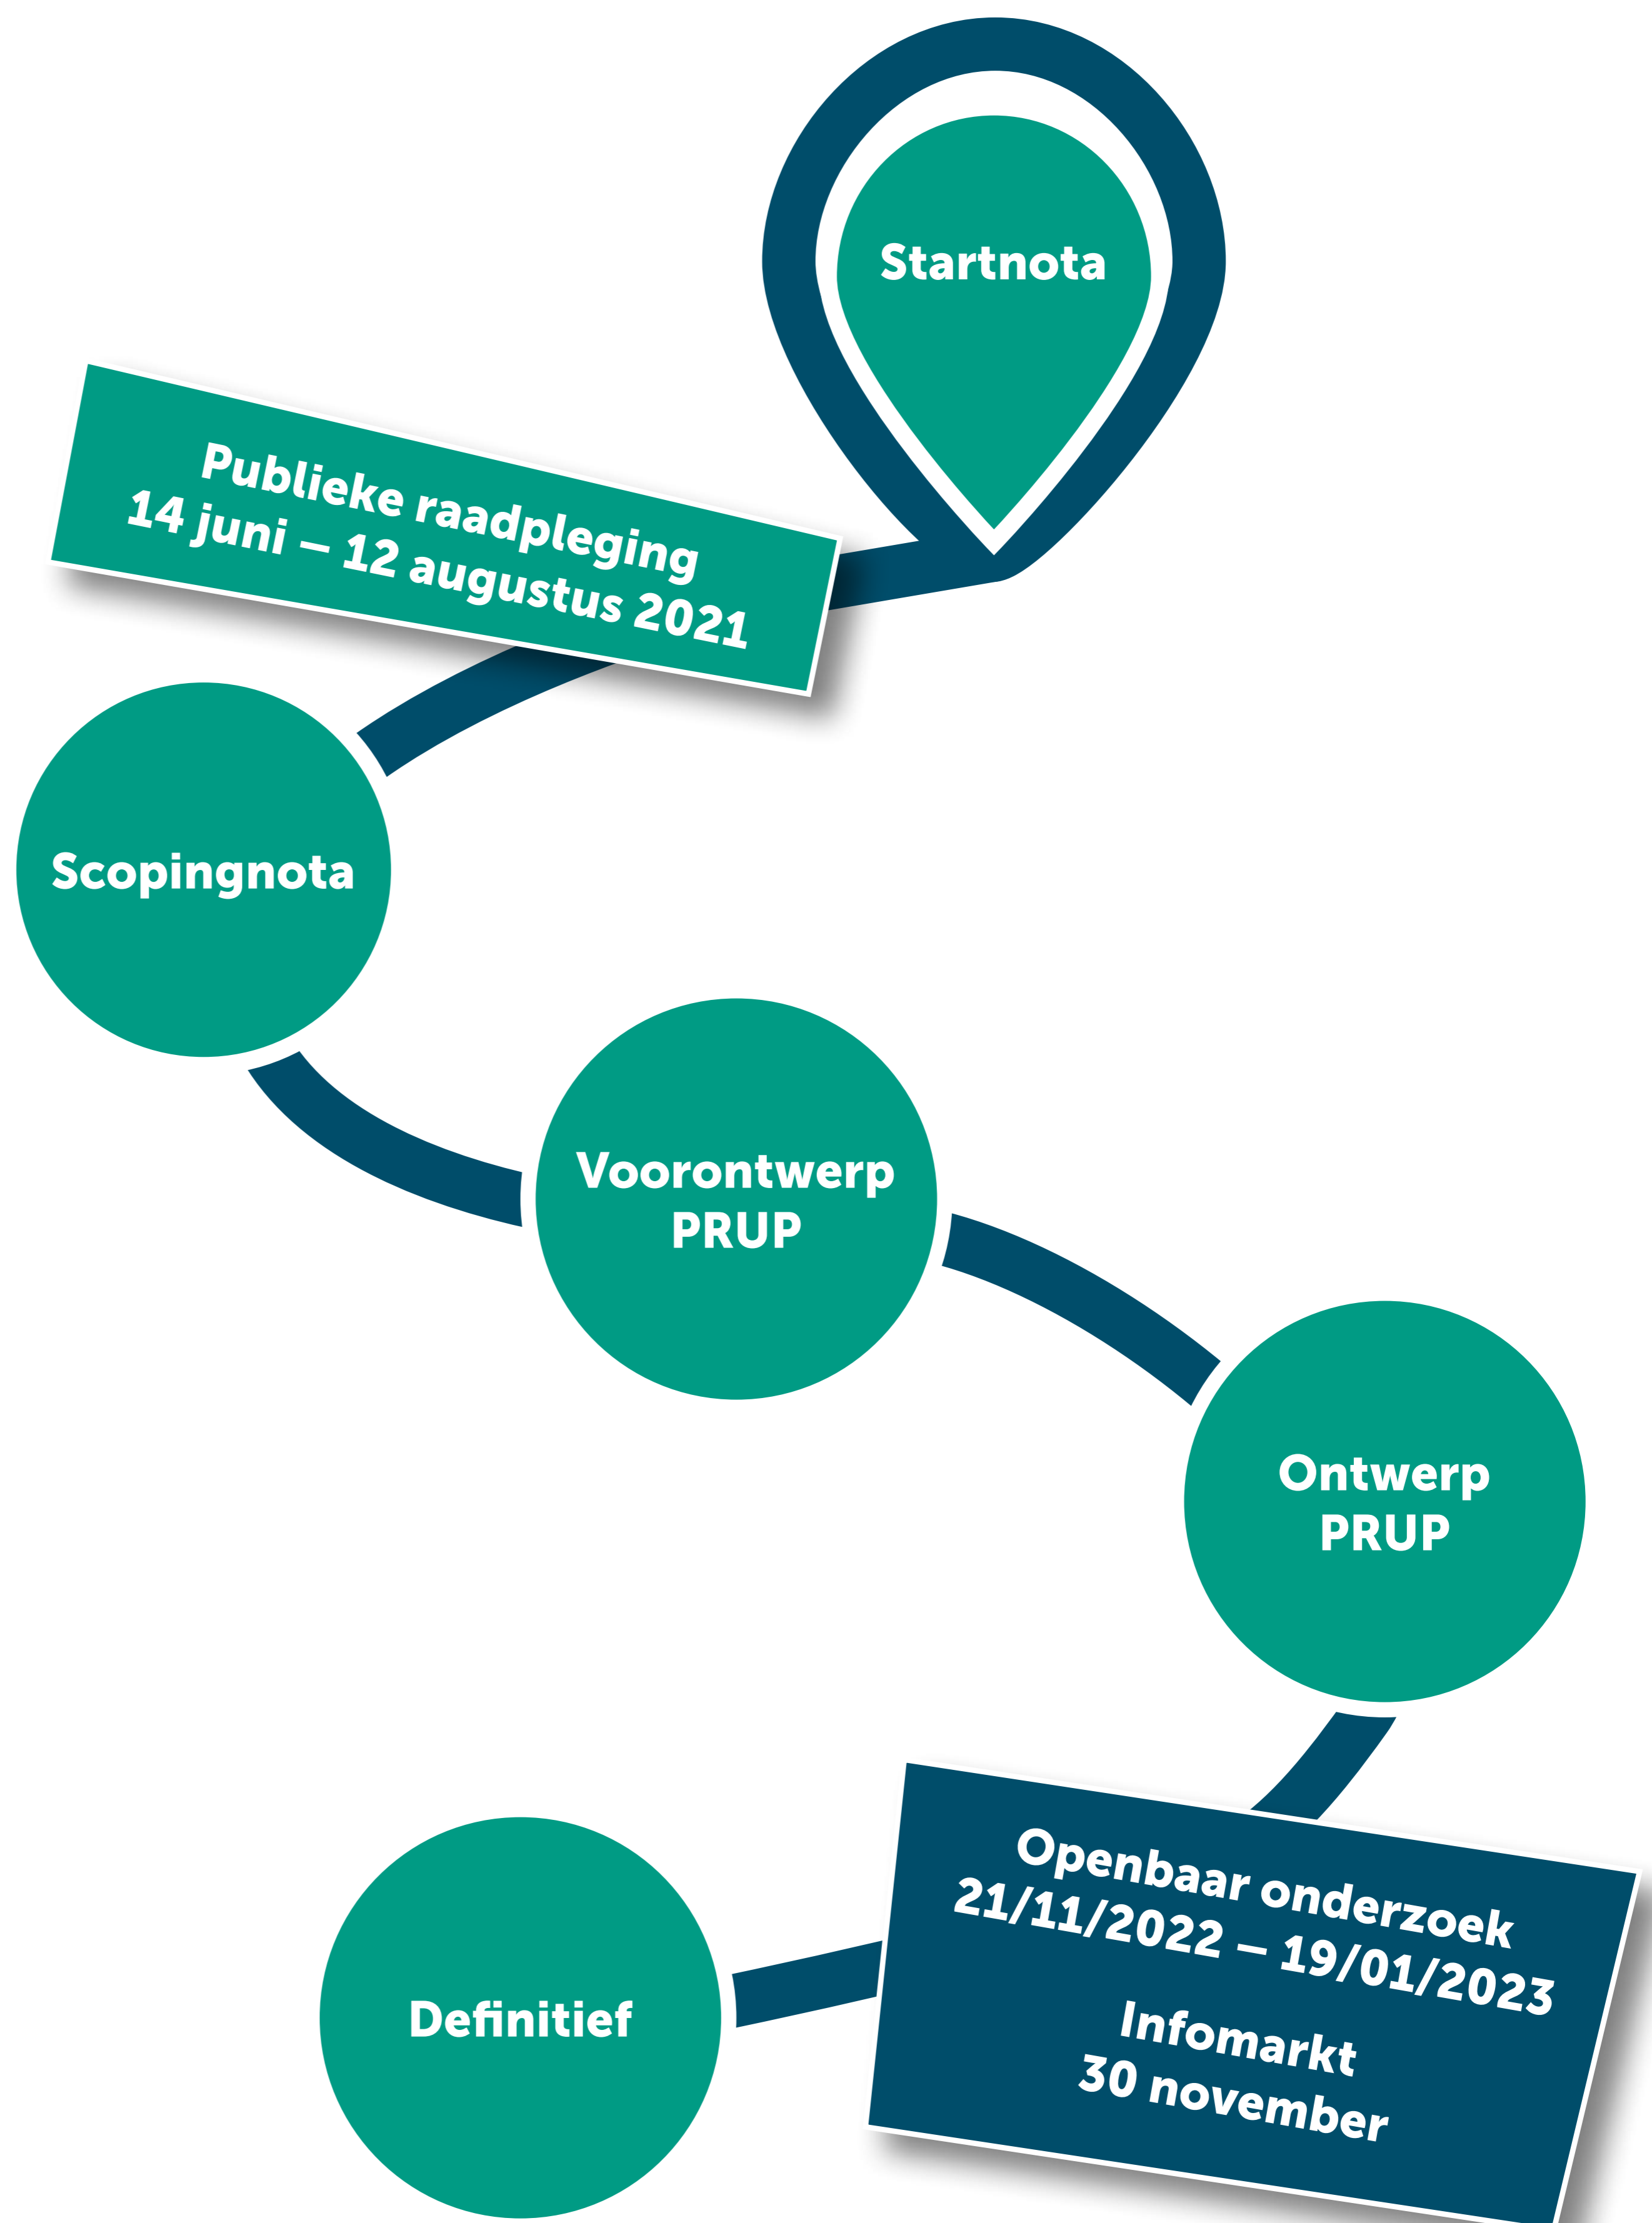 Startnota
Publieke raadpleging
14 juni – 12 augustus 2021
Scopingnota
Voorontwerp
PRUP
Ontwerp
PRUP
Openbaar onderzoek
21/11/2022 – 19/01/2023
Infomarkt
30 november
Definitief